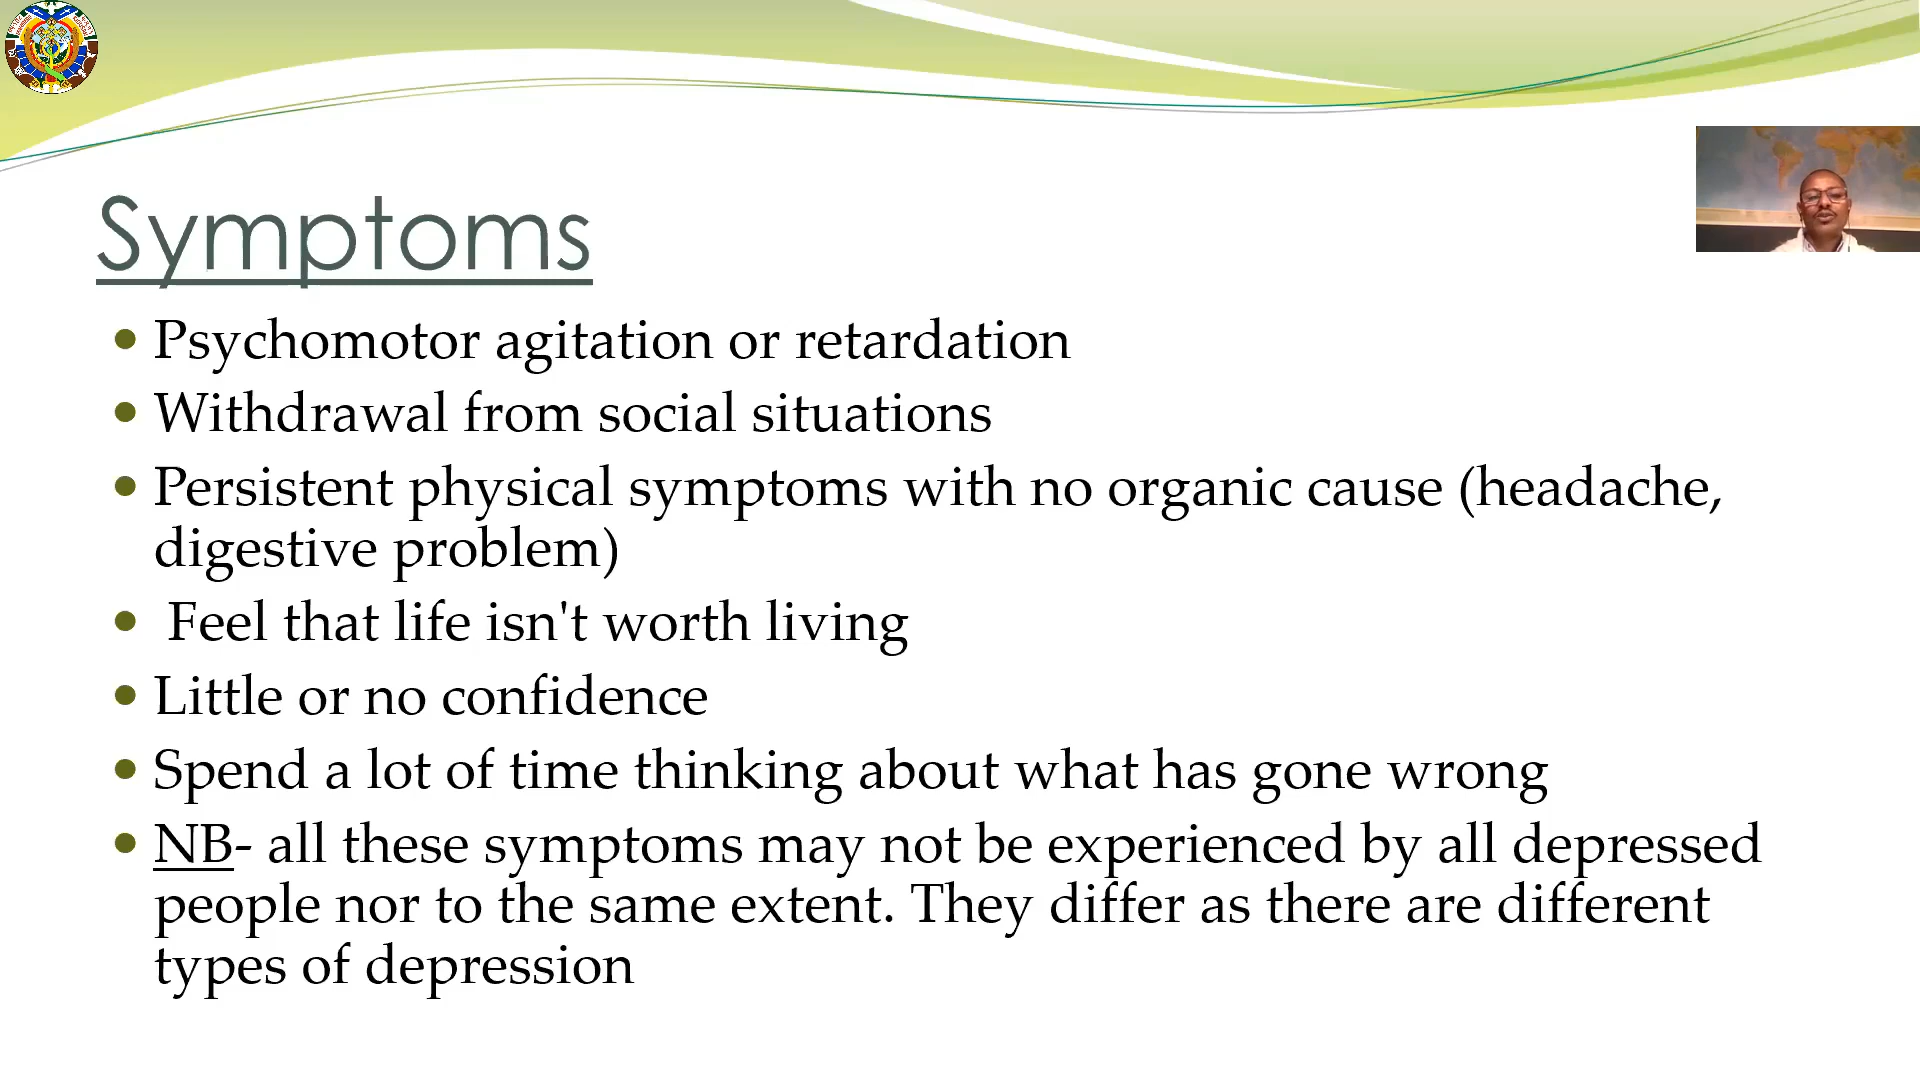 Symptoms
• Psychomotor agitation or retardation
• Withdrawal from social situations
• Persistent physical symptoms with no organic cause (headache,
digestive problem)
• Feel that life isn't worth living
• Little or no confidence
• Spend a lot of time thinking about what has gone wrong
• NB- all these symptoms may not be experienced by all depressed
people nor to the same extent. They differ as there are different
types of depression